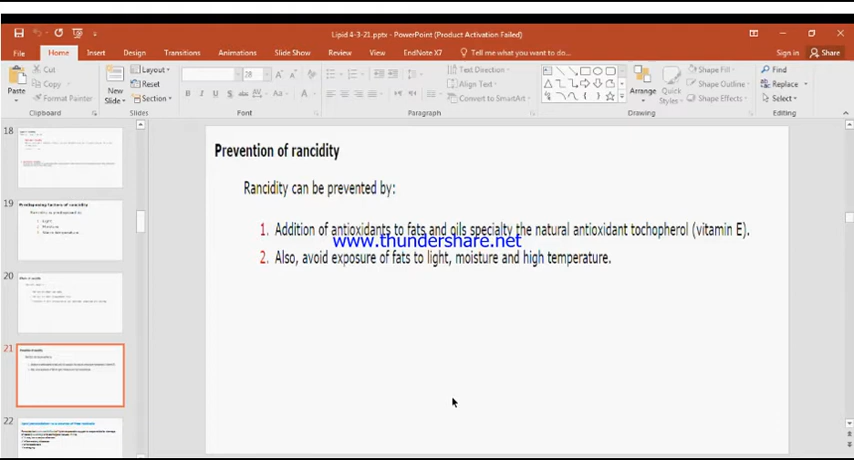 Lipid 4-3-21.pptx - PowerPoint (Product Activation Failed)
File Home Insert Design Transitions Animations Slide Show Review View EndNote X7 Tell me what you want to do... Sign in Share
Paste
Cut
Copy
Format Painter
Clipboard
New Slide
Layout
Reset
Section
Slides
28
Font
Text Direction
Align Text
Convert to SmartArt
Paragraph
Arrange
Quick Styles
Shape Fill
Shape Outline
Shape Effects
Drawing
Find
Replace
Select
Editing
18
19
Predisposing factors of rancidity
20
21
22
Prevention of rancidity
Rancidity can be prevented by:
1. Addition of antioxidants to fats and oils specialty the natural antioxidant tochopherol (vitamin E).
www.thundershare.net
2. Also, avoid exposure of fats to light, moisture and high temperature.